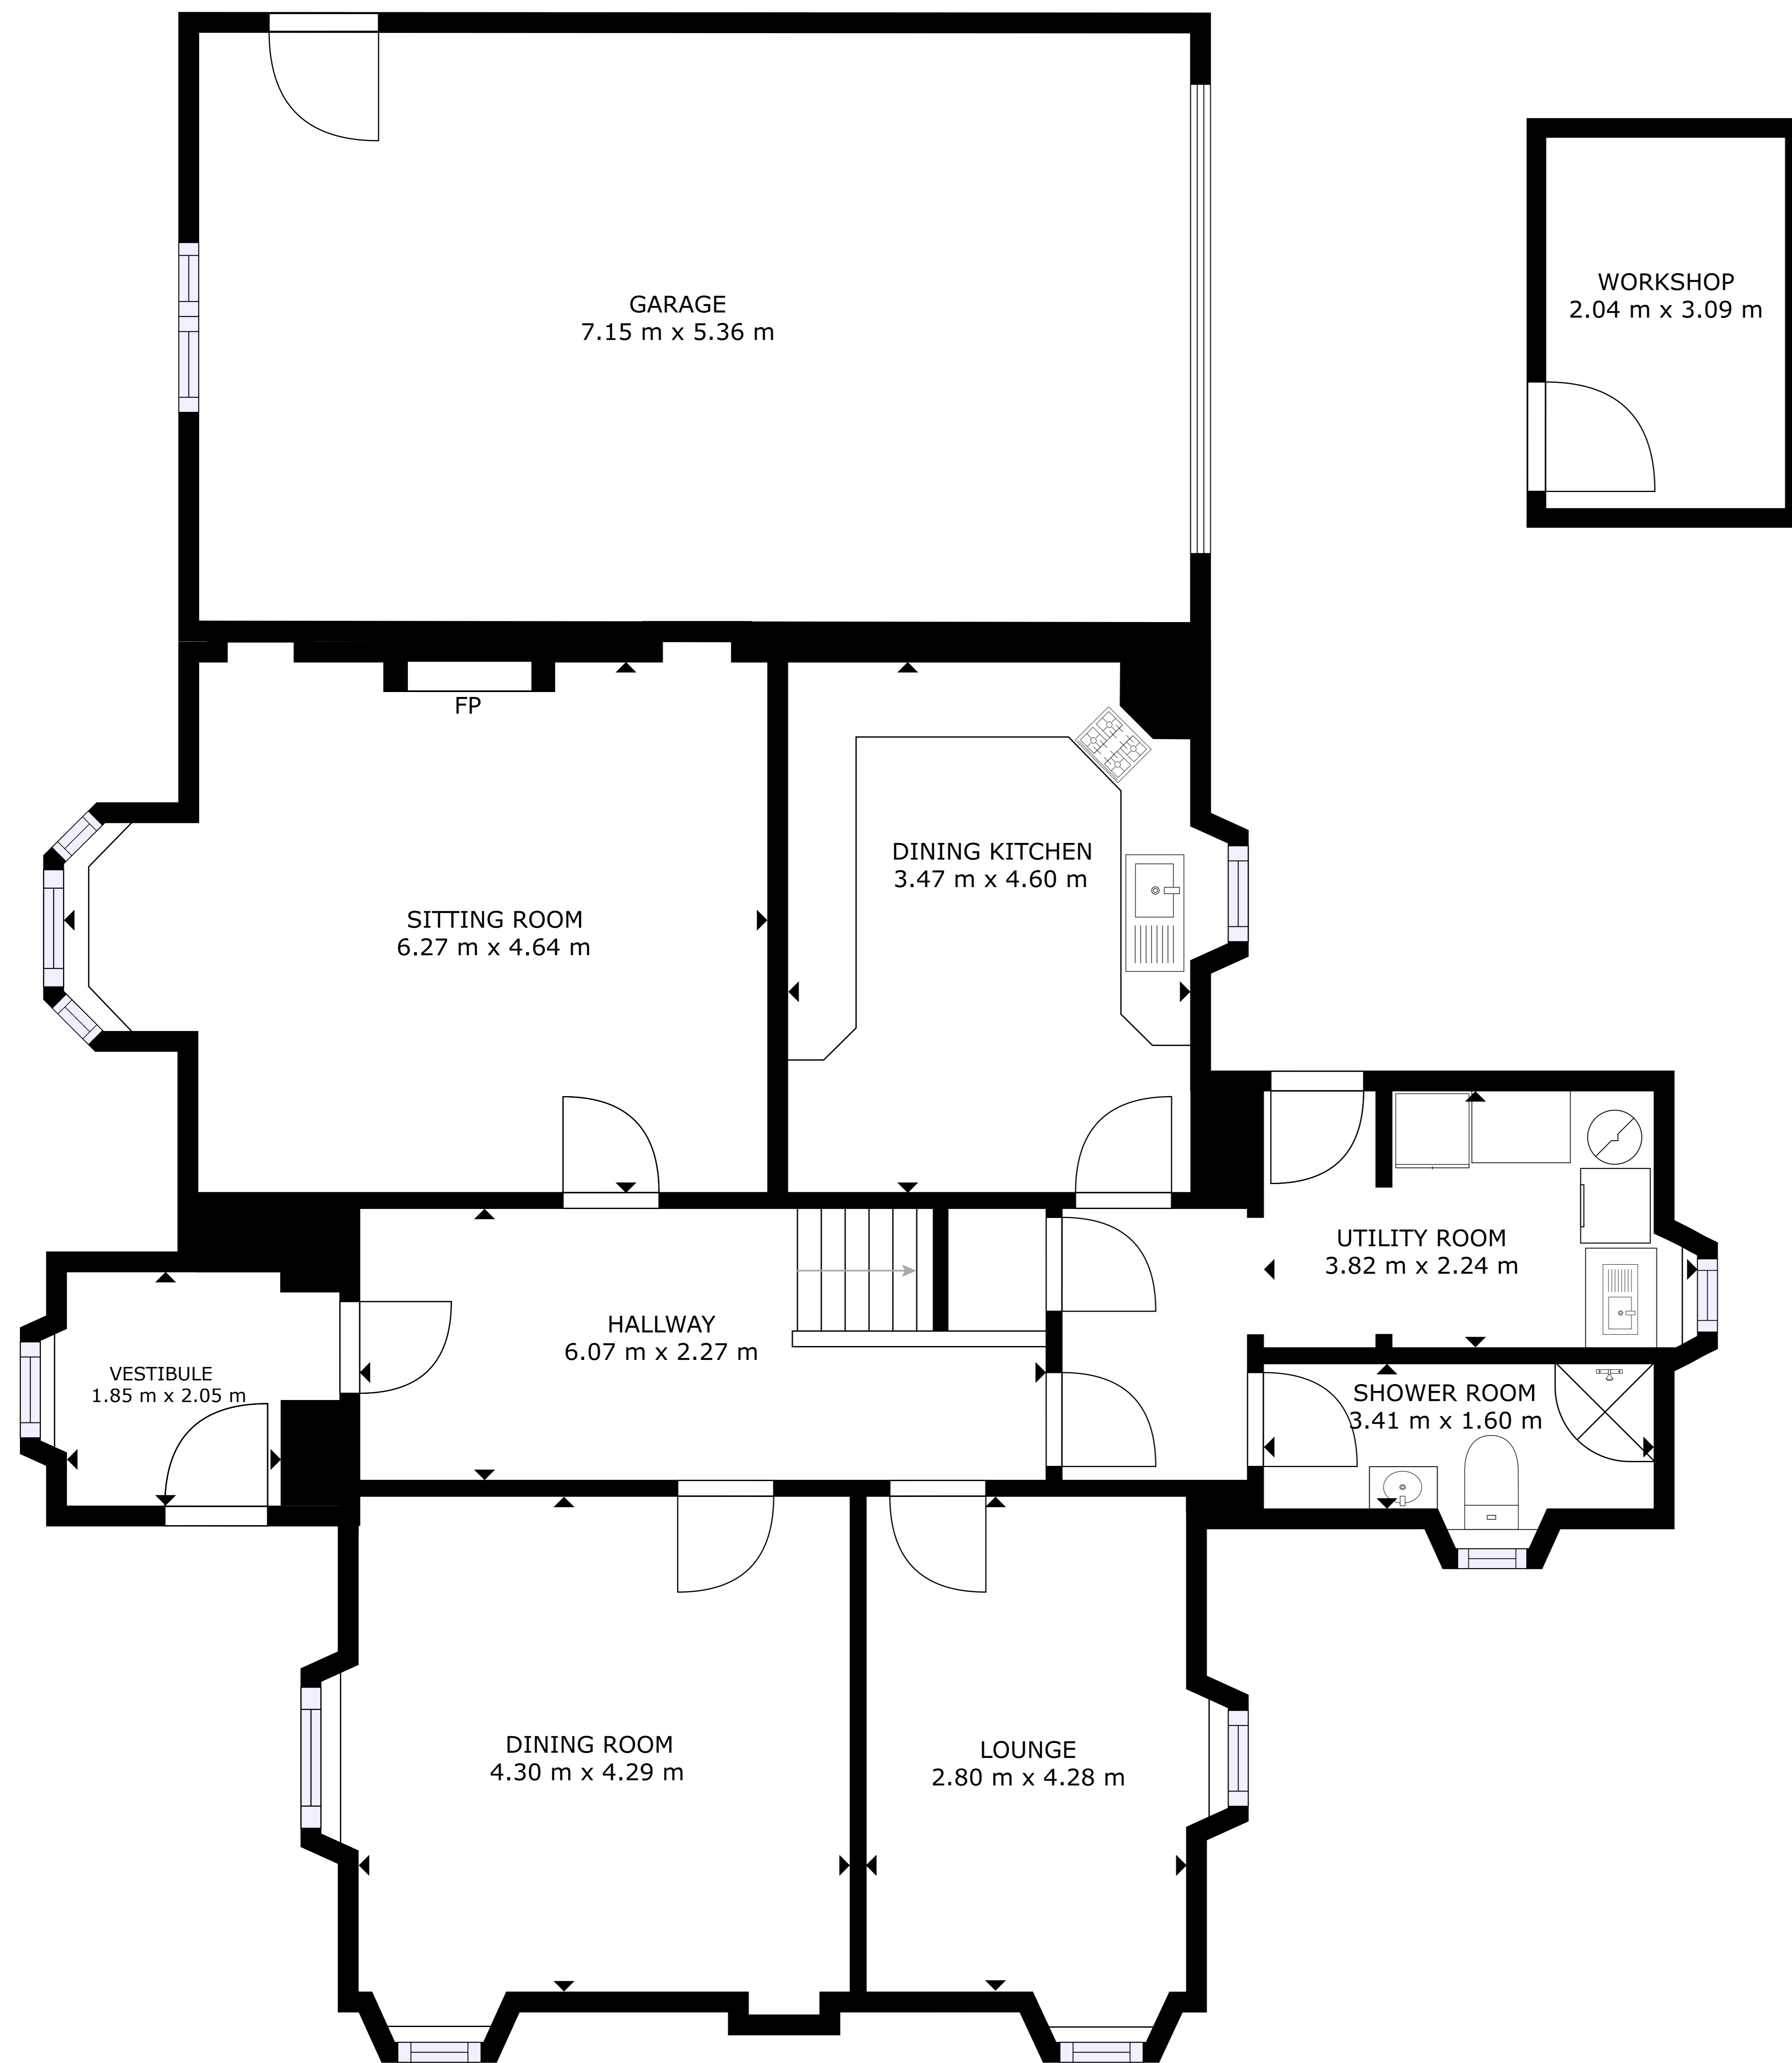 GARAGE
7.15 m x 5.36 m
WORKSHOP
2.04 m x 3.09 m
FP
DINING KITCHEN
3.47 m x 4.60 m
SITTING ROOM
6.27 m x 4.64 m
UTILITY ROOM
3.82 m x 2.24 m
HALLWAY
6.07 m x 2.27 m
VESTIBULE
1.85 m x 2.05 m
SHOWER ROOM
3.41 m x 1.60 m
DINING ROOM
4.30 m x 4.29 m
LOUNGE
2.80 m x 4.28 m